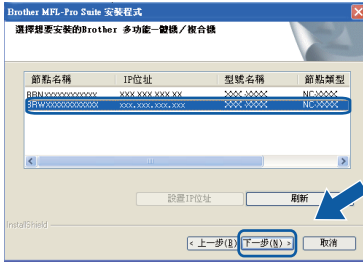 Brother MFL-Pro Suite 安裝程式
選擇想要安裝的Brother 多功能一體機／複合機
節點名稱 IP位址 型號名稱 節點類型
BRNxxxxxxxxxxxx XXX.XXX.XXX.XX XXX-XXXX NC-XXXX
BRWxxxxxxxxxxxx xxx.xxx.xxx.xxx XXX-XXXX NC-XXXX
設置IP位址 刷新
InstallShield
< 上一步(B) 下一步(N) > 取消